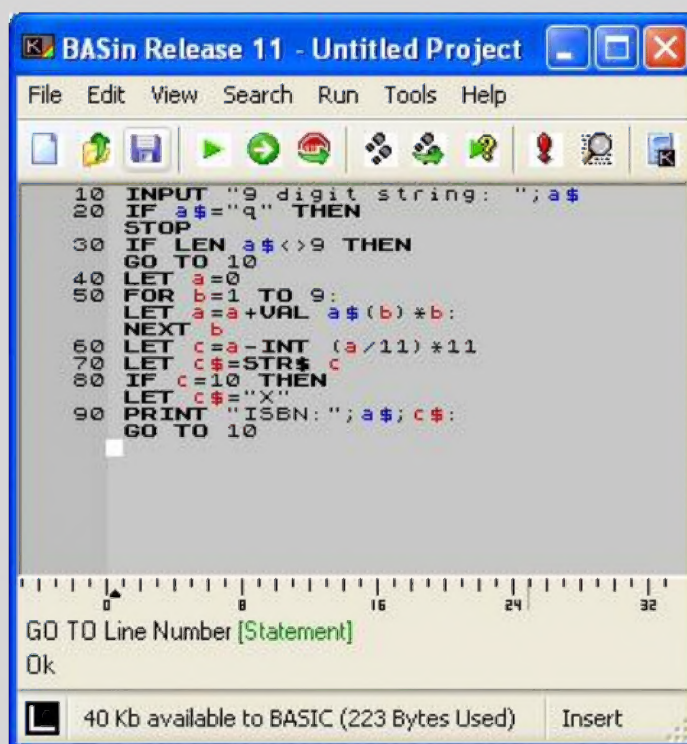 BASin Release 11 - Untitled Project
File Edit View Search Run Tools Help
10 INPUT "9 digit string: ";a$
20 IF a$="q" THEN
STOP
30 IF LEN a$<>9 THEN
GO TO 10
40 LET a=0
50 FOR b=1 TO 9:
LET a=a+VAL a$(b)*b:
NEXT b
60 LET c=a-INT (a/11)*11
70 LET c$=STR$ c
80 IF c=10 THEN
LET c$="X"
90 PRINT "ISBN:";a$;c$:
GO TO 10
0 8 16 24 32
GO TO Line Number [Statement]
Ok
40 Kb available to BASIC (223 Bytes Used) Insert